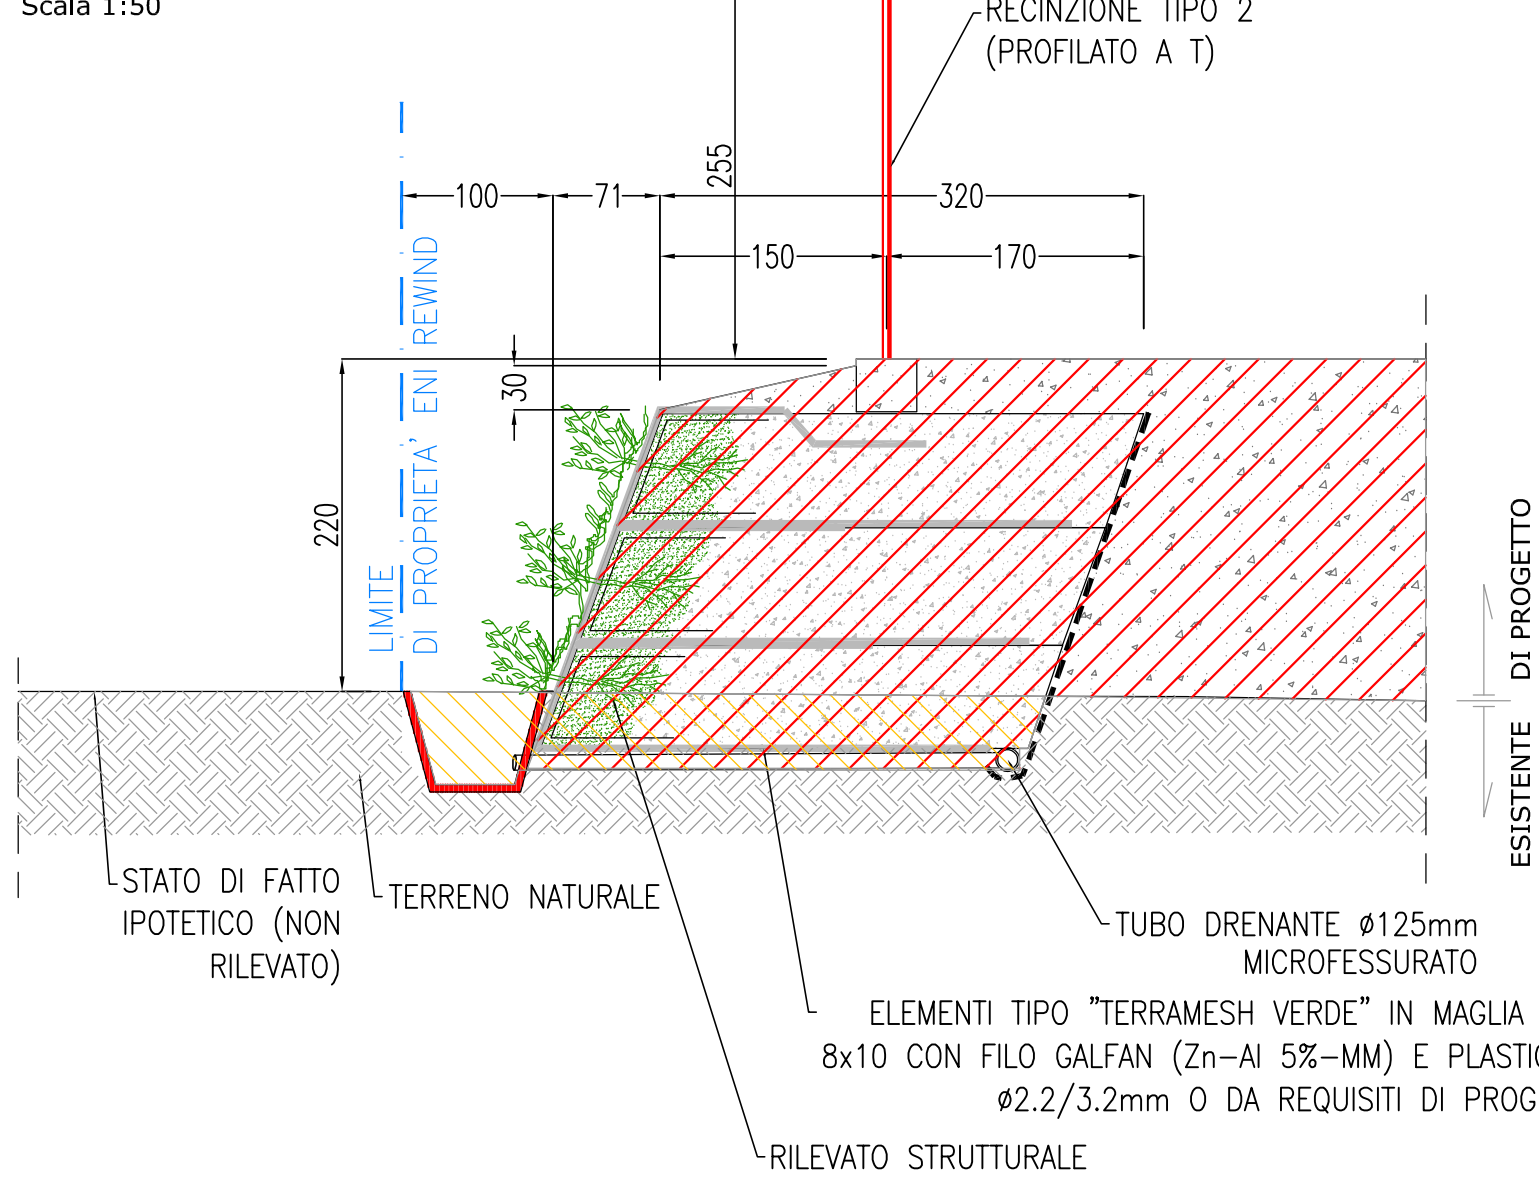 Scala 1:50
RECINZIONE TIPO 2
(PROFILATO A T)
255
100
71
320
150
170
30
220
LIMITE
DI PROPRIETA' ENI REWIND
DI PROGETTO
ESISTENTE
STATO DI FATTO
IPOTETICO (NON
RILEVATO)
TERRENO NATURALE
TUBO DRENANTE ø125mm
MICROFESSURATO
ELEMENTI TIPO "TERRAMESH VERDE" IN MAGLIA
8x10 CON FILO GALFAN (Zn-Al 5%-MM) E
ø2.2/3.2mm O DA REQUISITI DI
RILEVATO STRUTTURALE